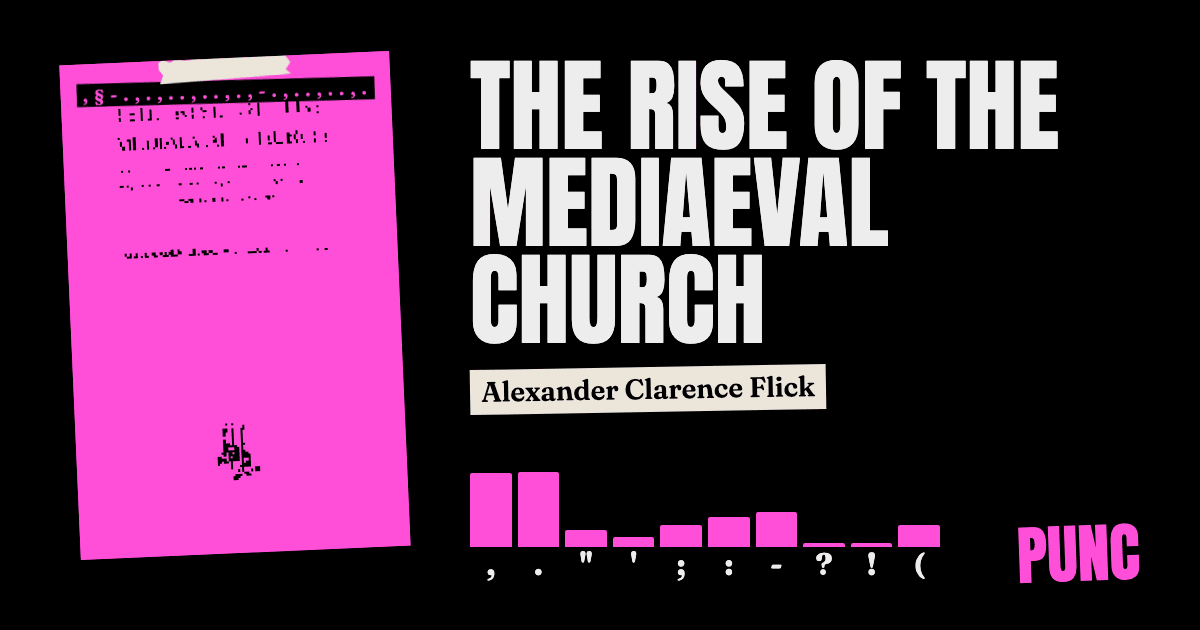 ,§-.,.,..,..,..,-.,..,..,.
THE RISE OF THE
MEDIAEVAL
CHURCH
Alexander Clarence Flick
, . " ' ; : - ? ! (
PUNC